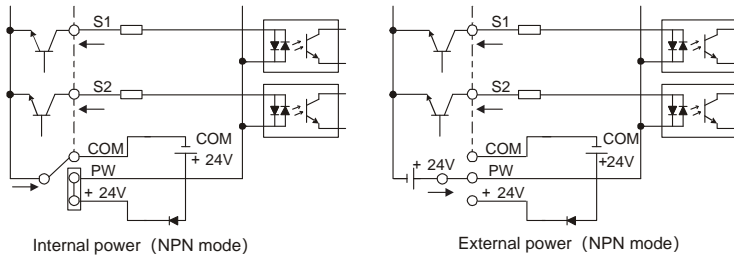 S1
S2
COM
COM
+ 24V
PW
+ 24V
Internal power (NPN mode)
S1
S2
COM
COM
+24V
+ 24V
PW
+ 24V
External power (NPN mode)